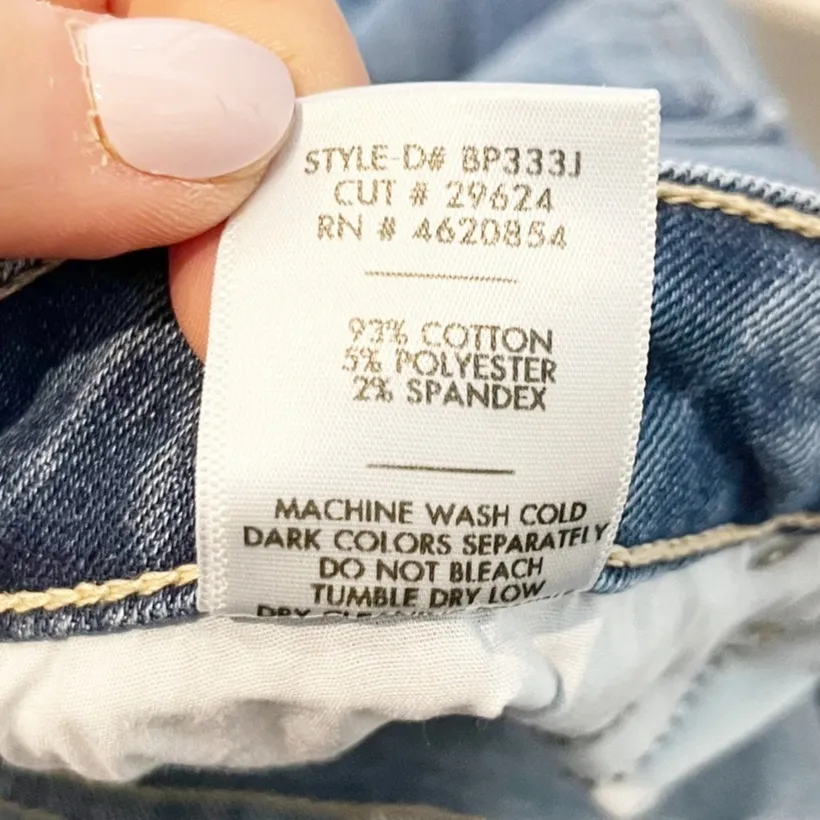 STYLE-D# BP333J
CUT # 29624
RN # 4620854
93% COTTON
5% POLYESTER
2% SPANDEX
MACHINE WASH COLD
DARK COLORS SEPARATELY
DO NOT BLEACH
TUMBLE DRY LOW
DRY